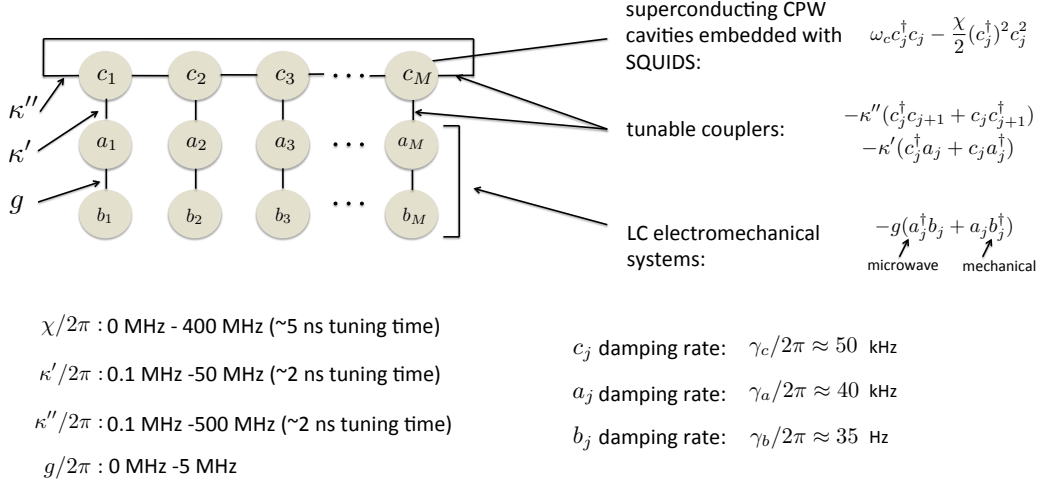 superconducting CPW
cavities embedded with
SQUIDS:
ω_c c_j^† c_j − χ/2 (c_j^†)^2 c_j^2
c_1 c_2 c_3 ··· c_M
κ''
κ'
a_1 a_2 a_3 ··· a_M
tunable couplers:
−κ''(c_j^† c_{j+1} + c_j c_{j+1}^†)
−κ'(c_j^† a_j + c_j a_j^†)
g
b_1 b_2 b_3 ··· b_M
LC electromechanical
systems:
−g(a_j^† b_j + a_j b_j^†)
microwave mechanical
χ/2π : 0 MHz - 400 MHz (~5 ns tuning time)
κ'/2π : 0.1 MHz -50 MHz (~2 ns tuning time)
κ''/2π : 0.1 MHz -500 MHz (~2 ns tuning time)
g/2π : 0 MHz -5 MHz
c_j damping rate: γ_c/2π ≈ 50 kHz
a_j damping rate: γ_a/2π ≈ 40 kHz
b_j damping rate: γ_b/2π ≈ 35 Hz